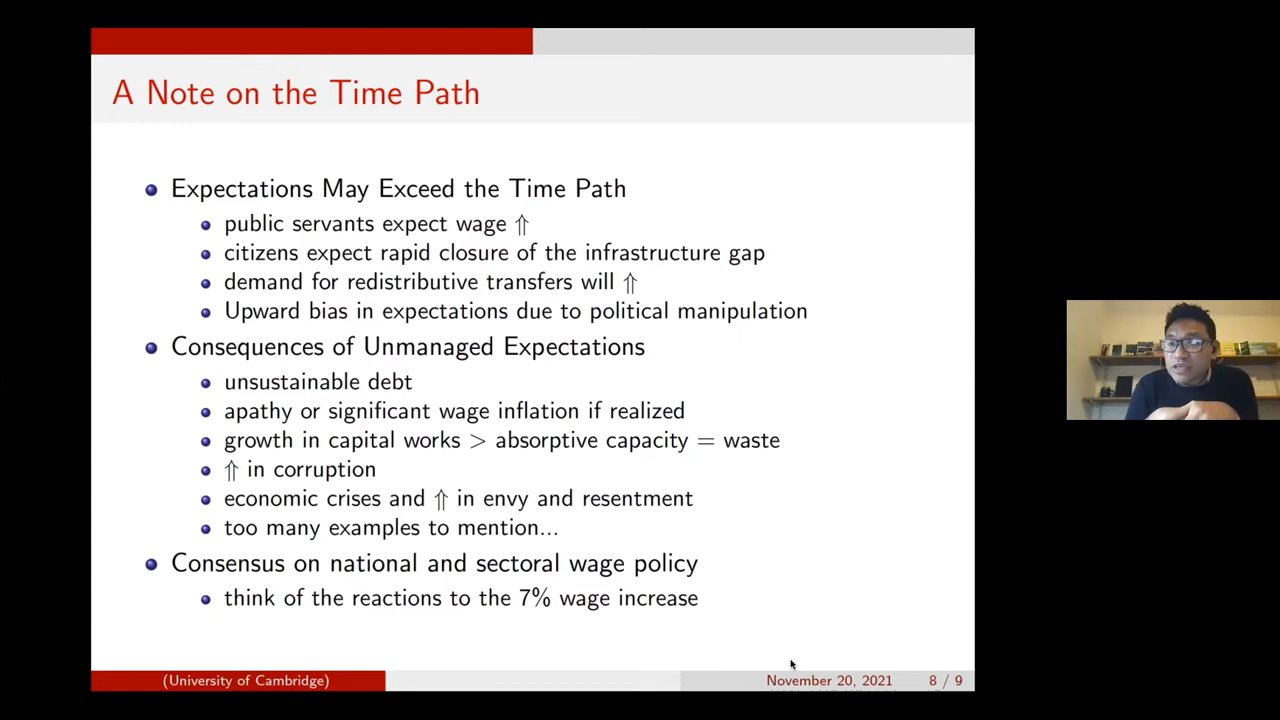 A Note on the Time Path
Expectations May Exceed the Time Path
public servants expect wage ⇑
citizens expect rapid closure of the infrastructure gap
demand for redistributive transfers will ⇑
Upward bias in expectations due to political manipulation
Consequences of Unmanaged Expectations
unsustainable debt
apathy or significant wage inflation if realized
growth in capital works > absorptive capacity = waste
⇑ in corruption
economic crises and ⇑ in envy and resentment
too many examples to mention...
Consensus on national and sectoral wage policy
think of the reactions to the 7% wage increase
(University of Cambridge) November 20, 2021 8 / 9